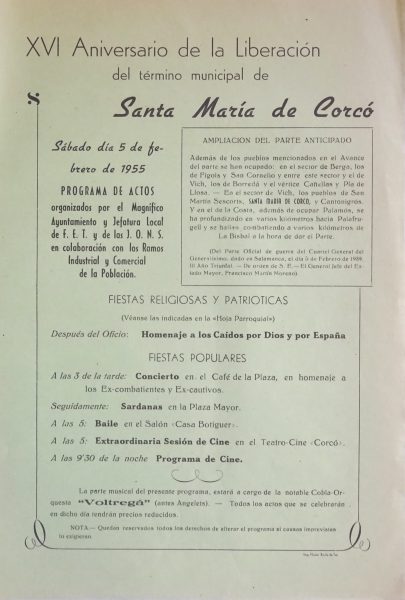 XVI Aniversario de la Liberación
del término municipal de
Santa María de Corcó
Sábado día 5 de fe-
brero de 1955
PROGRAMA DE ACTOS
organizados por el Magnífico
Ayuntamiento y Jefatura Local
de F. E. T. y de las J. O. N. S.
en colaboración con los Ramos
Industrial y Comercial
de la Población.
AMPLIACION DEL PARTE ANTICIPADO
Además de los pueblos mencionados en el Avance
del parte se han ocupado: en el sector de Berga, los
de Figols y San Cornelio y entre este sector y el de
Vich, los de Borredá y el vértice Cañellas y Pla de
Llosa. — En el sector de Vich, los pueblos de San
Martín Sescorts, SANTA MARIA DE CORCO, y Cantonigrós.
Y en el de la Costa, además de ocupar Palamós, se
ha profundizado en varios kilómetros hacia Palafru-
gell y se hallan combatiendo a varios kilómetros de
La Bisbal a la hora de dar el Parte.
(Del Parte Oficial de guerra del Cuartel General del
Generalísimo, dado en Salamanca, el día 5 de Febrero de 1939.
III Año Triunfal. — De orden de S. E. — El General Jefe del Es-
tado Mayor, Francisco Martín Moreno).
FIESTAS RELIGIOSAS Y PATRIOTICAS
(Véanse las indicadas en la «Hoja Parroquial»)
Después del Oficio: Homenaje a los Caídos por Dios y por España
FIESTAS POPULARES
A las 3 de la tarde: Concierto en el Café de la Plaza, en homenaje a
los Ex-combatientes y Ex-cautivos.
Seguidamente: Sardanas en la Plaza Mayor.
A las 5: Baile en el Salón «Casa Botiguer».
A las 5: Extraordinaria Sesión de Cine en el Teatro-Cine «Corcó».
A las 9'30 de la noche Programa de Cine.
La parte musical del presente programa, estará a cargo de la notable Cobla-Or-
questa "Voltregá" (antes Angelets). — Todos los actos que se celebrarán
en dicho día tendrán precios reducidos.
NOTA.— Quedan reservados todos los derechos de alterar el programa si causas imprevistas
lo exigieran.